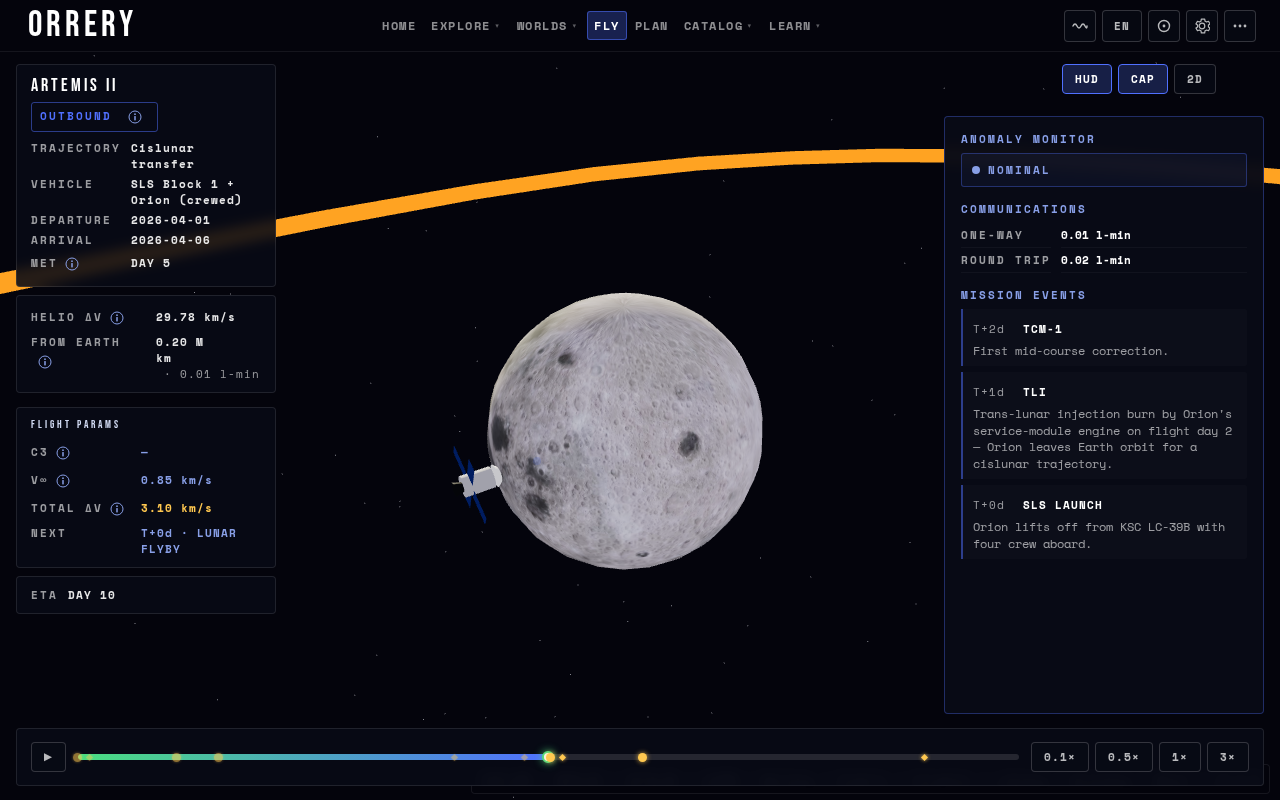 ORRERY
HOME EXPLORE WORLDS FLY PLAN CATALOG LEARN
EN
HUD CAP 2D
ARTEMIS II
OUTBOUND
TRAJECTORY Cislunar
transfer
VEHICLE SLS Block 1 +
Orion (crewed)
DEPARTURE 2026-04-01
ARRIVAL 2026-04-06
MET DAY 5
HELIO ΔV 29.78 km/s
FROM EARTH 0.20 M
km
· 0.01 l-min
FLIGHT PARAMS
C3 —
V∞ 0.85 km/s
TOTAL ΔV 3.10 km/s
NEXT T+0d · LUNAR
FLYBY
ETA DAY 10
ANOMALY MONITOR
NOMINAL
COMMUNICATIONS
ONE-WAY 0.01 l-min
ROUND TRIP 0.02 l-min
MISSION EVENTS
T+2d TCM-1
First mid-course correction.
T+1d TLI
Trans-lunar injection burn by Orion's
service-module engine on flight day 2
— Orion leaves Earth orbit for a
cislunar trajectory.
T+0d SLS LAUNCH
Orion lifts off from KSC LC-39B with
four crew aboard.
0.1× 0.5× 1× 3×